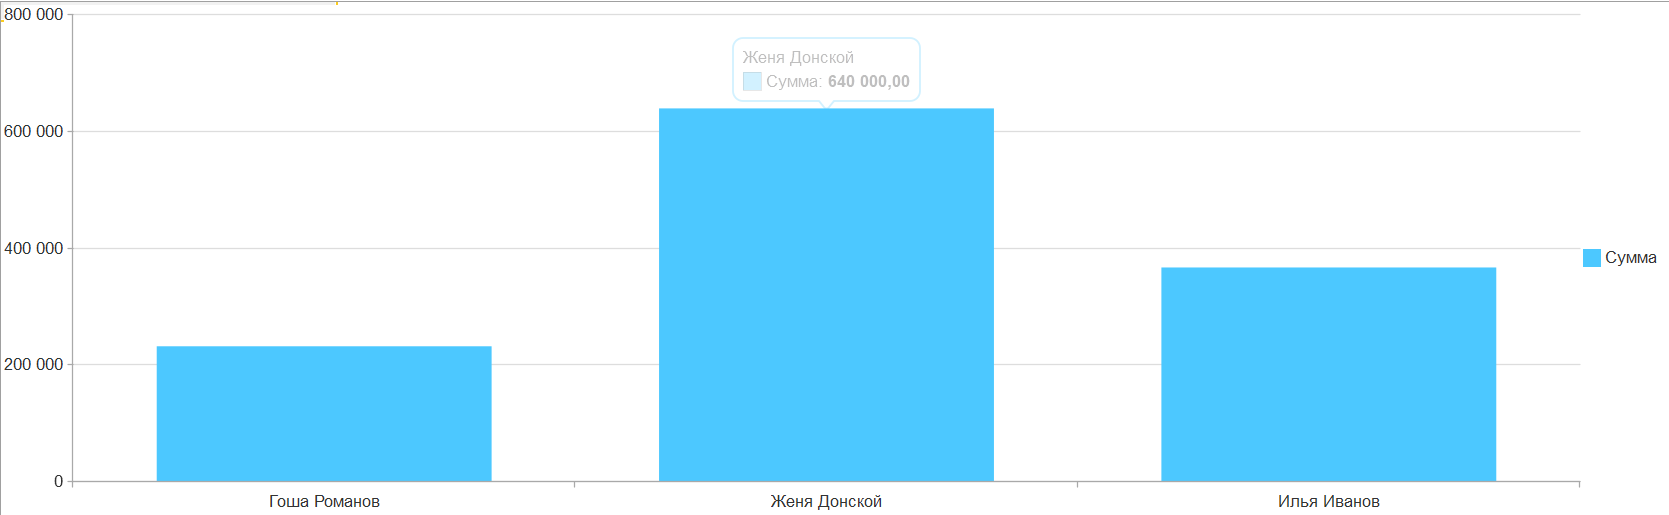 800 000
Женя Донской
Сумма: 640 000,00
600 000
400 000
Сумма
200 000
0
Гоша Романов
Женя Донской
Илья Иванов